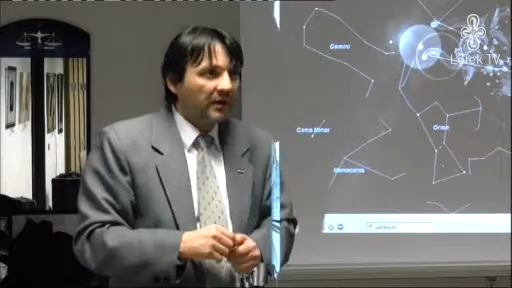 Lélek TV
Gemini
Canis Minor
Orion
Monoceros